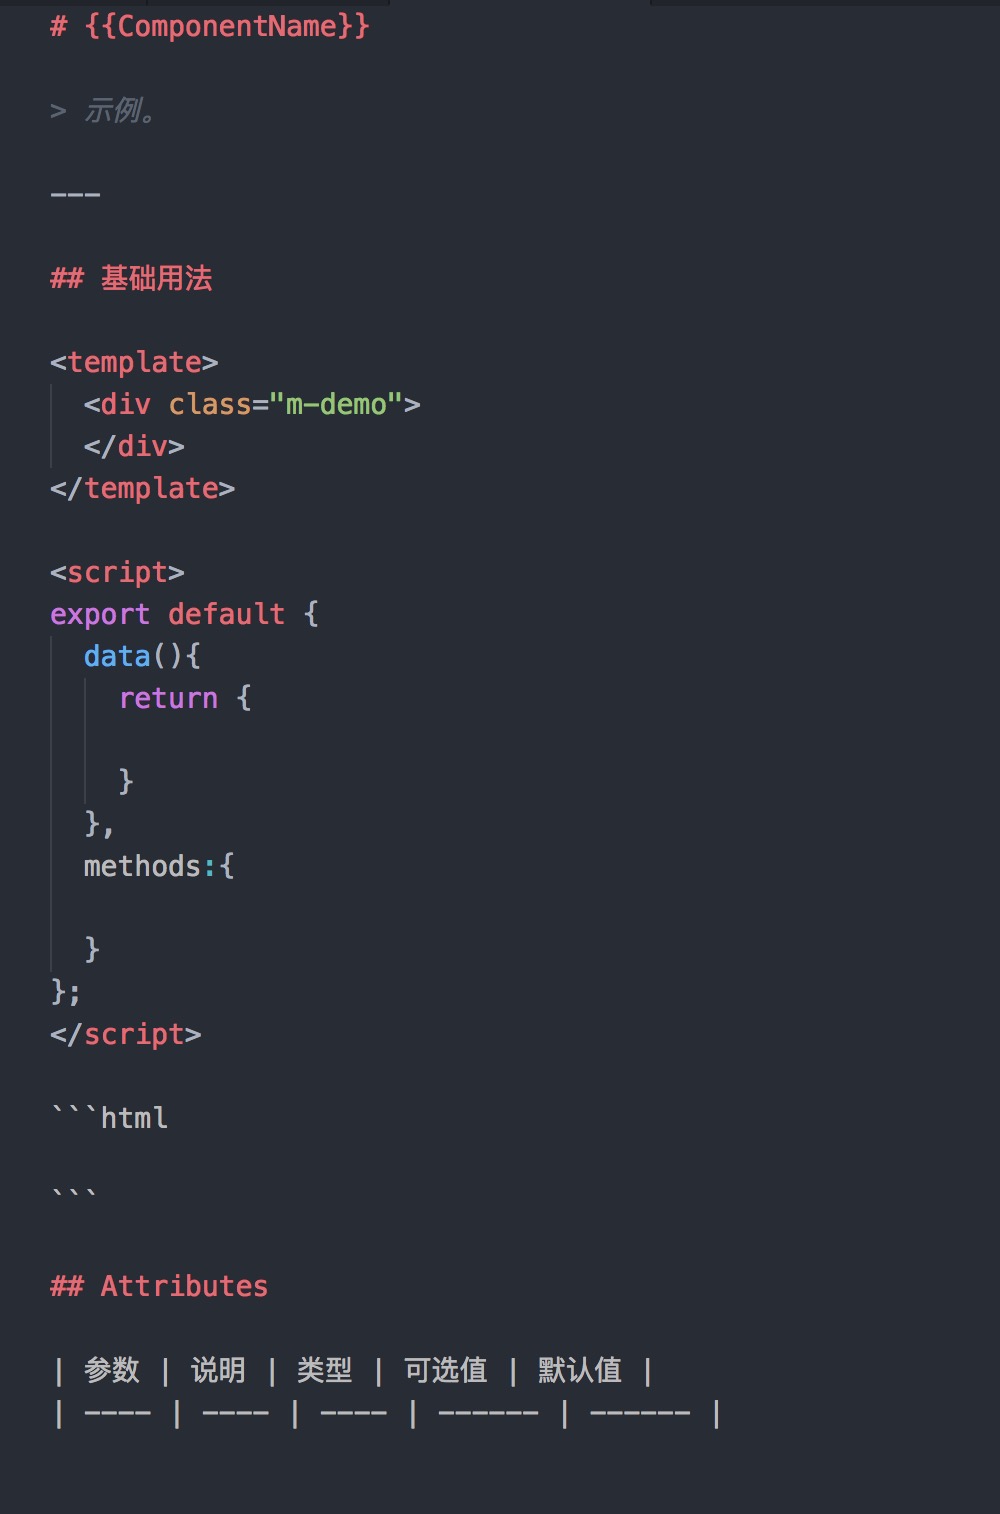 # {{ComponentName}}
> 示例。
---
## 基础用法
<template>
  <div class="m-demo">
  </div>
</template>
<script>
export default {
  data(){
    return {
    }
  },
  methods:{
  }
};
</script>
```html
```
## Attributes
| 参数 | 说明 | 类型 | 可选值 | 默认值 |
| ---- | ---- | ---- | ------ | ------ |